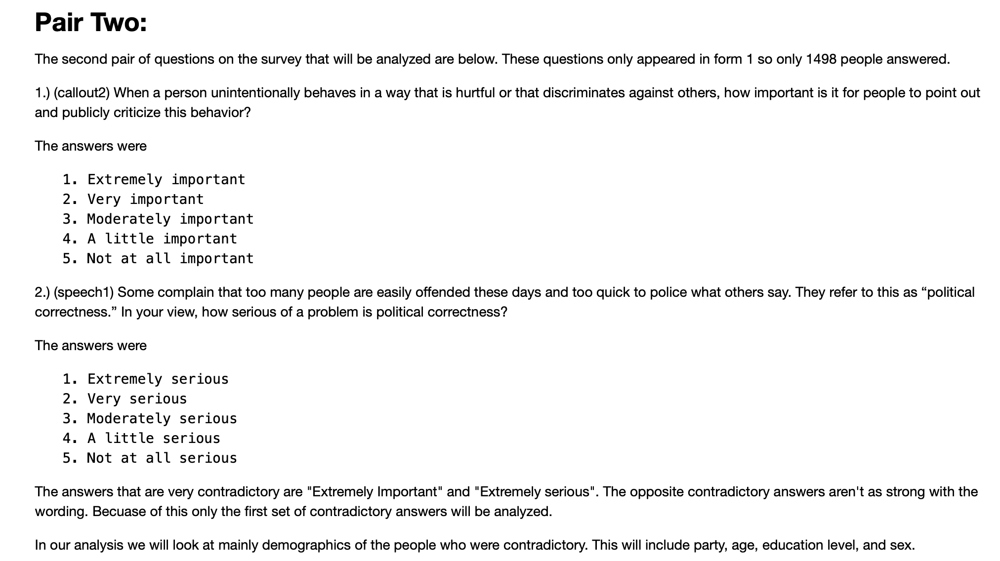 Pair Two:
The second pair of questions on the survey that will be analyzed are below. These questions only appeared in form 1 so only 1498 people answered.
1.) (callout2) When a person unintentionally behaves in a way that is hurtful or that discriminates against others, how important is it for people to point out
and publicly criticize this behavior?
The answers were
1. Extremely important
2. Very important
3. Moderately important
4. A little important
5. Not at all important
2.) (speech1) Some complain that too many people are easily offended these days and too quick to police what others say. They refer to this as “political
correctness.” In your view, how serious of a problem is political correctness?
The answers were
1. Extremely serious
2. Very serious
3. Moderately serious
4. A little serious
5. Not at all serious
The answers that are very contradictory are "Extremely Important" and "Extremely serious". The opposite contradictory answers aren't as strong with the
wording. Becuase of this only the first set of contradictory answers will be analyzed.
In our analysis we will look at mainly demographics of the people who were contradictory. This will include party, age, education level, and sex.